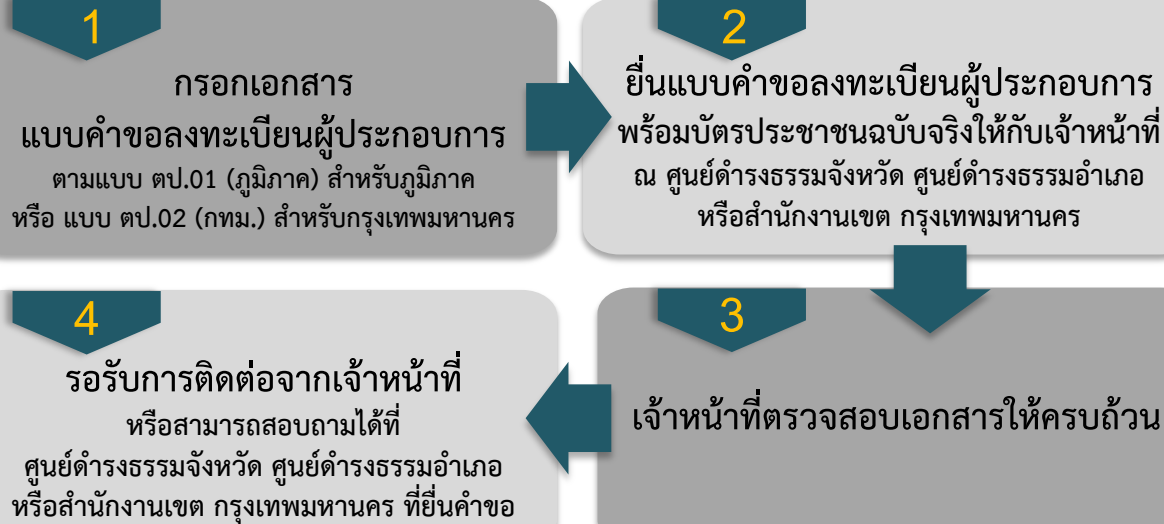 1
กรอกเอกสาร
แบบคำขอลงทะเบียนผู้ประกอบการ
ตามแบบ ตป.01 (ภูมิภาค) สำหรับภูมิภาค
หรือ แบบ ตป.02 (กทม.) สำหรับกรุงเทพมหานคร
2
ยื่นแบบคำขอลงทะเบียนผู้ประกอบการ
พร้อมบัตรประชาชนฉบับจริงให้กับเจ้าหน้าที่
ณ ศูนย์ดำรงธรรมจังหวัด ศูนย์ดำรงธรรมอำเภอ
หรือสำนักงานเขต กรุงเทพมหานคร
3
เจ้าหน้าที่ตรวจสอบเอกสารให้ครบถ้วน
4
รอรับการติดต่อจากเจ้าหน้าที่
หรือสามารถสอบถามได้ที่
ศูนย์ดำรงธรรมจังหวัด ศูนย์ดำรงธรรมอำเภอ
หรือสำนักงานเขต กรุงเทพมหานคร ที่ยื่นคำขอ